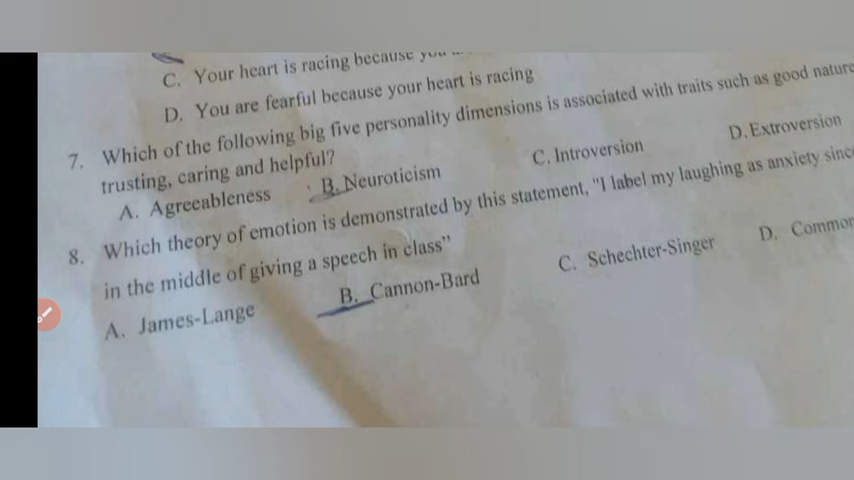 C. Your heart is racing because you
D. You are fearful because your heart is racing
7. Which of the following big five personality dimensions is associated with traits such as good nature
trusting, caring and helpful?
A. Agreeableness B. Neuroticism C. Introversion D. Extroversion
8. Which theory of emotion is demonstrated by this statement, "I label my laughing as anxiety since
in the middle of giving a speech in class"
A. James-Lange B. Cannon-Bard C. Schechter-Singer D. Common